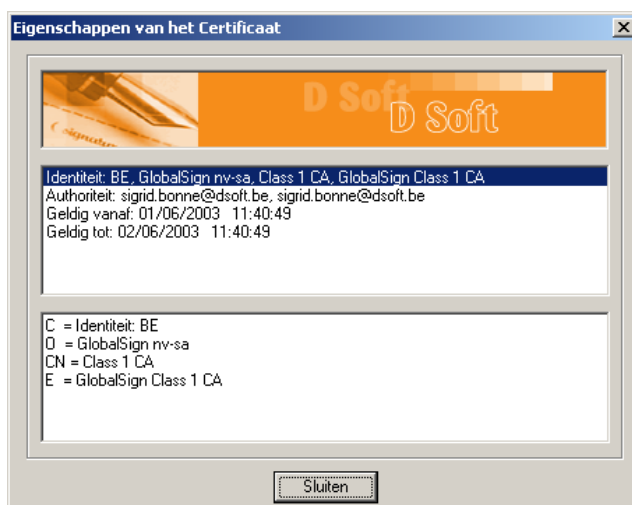 Eigenschappen van het Certificaat
D Soft
D Soft
Identiteit: BE, GlobalSign nv-sa, Class 1 CA, GlobalSign Class 1 CA
Authoriteit: sigrid.bonne@dsoft.be, sigrid.bonne@dsoft.be
Geldig vanaf: 01/06/2003 11:40:49
Geldig tot: 02/06/2003 11:40:49
C = Identiteit: BE
O = GlobalSign nv-sa
CN = Class 1 CA
E = GlobalSign Class 1 CA
Sluiten